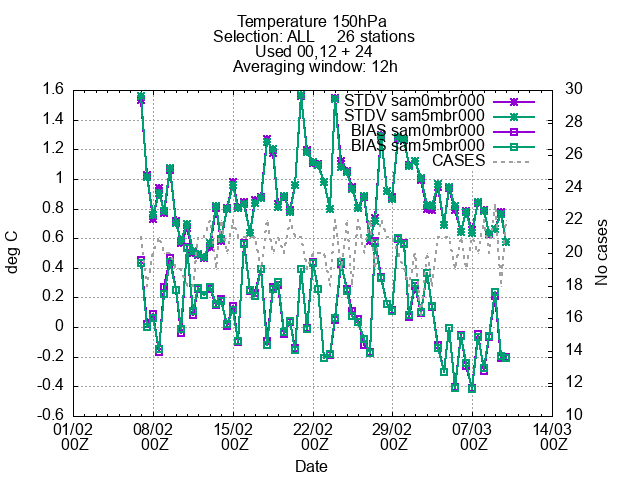 Temperature 150hPa
Selection: ALL 26 stations
Used 00,12 + 24
Averaging window: 12h
STDV sam0mbr000
STDV sam5mbr000
BIAS sam0mbr000
BIAS sam5mbr000
CASES
deg C
1.6
1.4
1.2
1
0.8
0.6
0.4
0.2
0
-0.2
-0.4
-0.6
No cases
30
28
26
24
22
20
18
16
14
12
10
01/02 08/02 15/02 22/02 29/02 07/03 14/03
00Z 00Z 00Z 00Z 00Z 00Z 00Z
Date